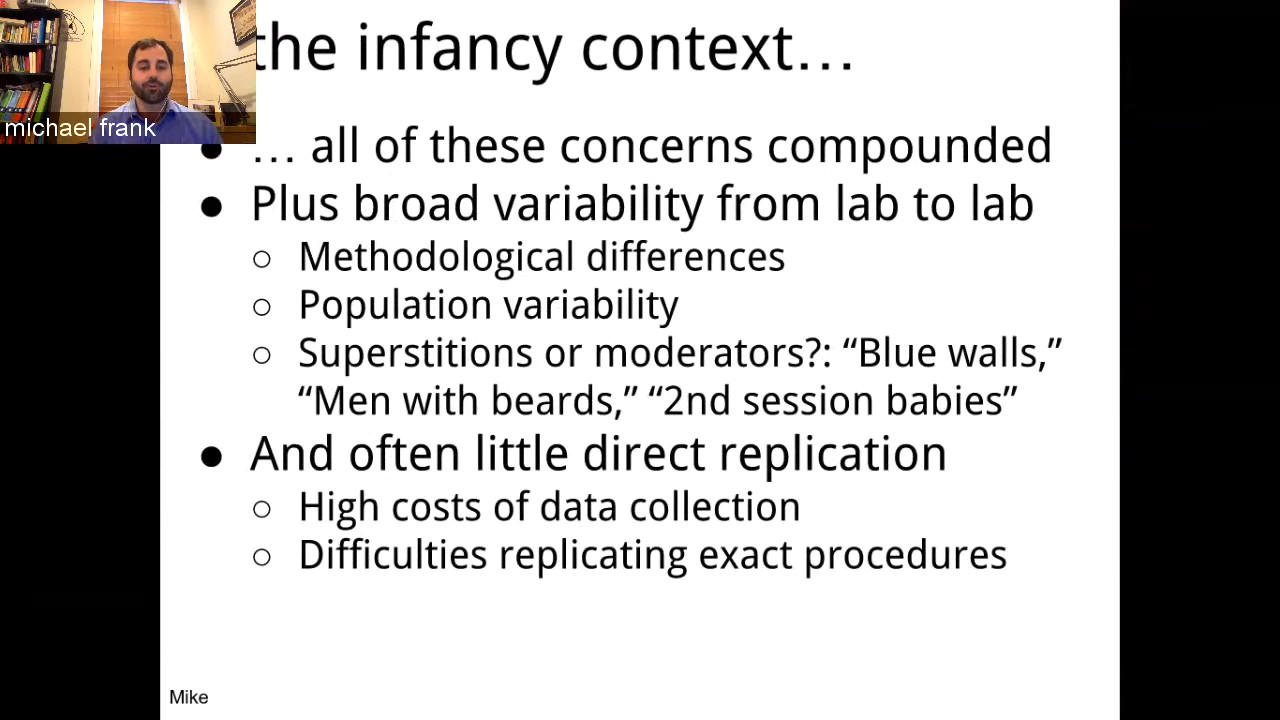 the infancy context…
michael frank
● … all of these concerns compounded
● Plus broad variability from lab to lab
○ Methodological differences
○ Population variability
○ Superstitions or moderators?: “Blue walls,”
“Men with beards,” “2nd session babies”
● And often little direct replication
○ High costs of data collection
○ Difficulties replicating exact procedures
Mike